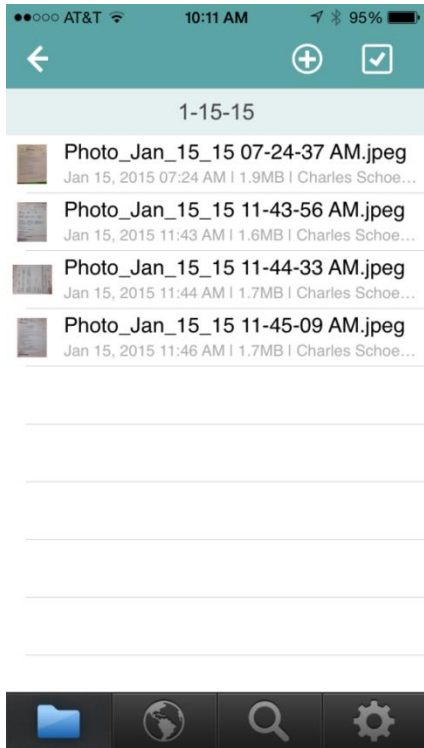 AT&T 10:11 AM 95%
1-15-15
Photo_Jan_15_15 07-24-37 AM.jpeg
Jan 15, 2015 07:24 AM | 1.9MB | Charles Schoe...
Photo_Jan_15_15 11-43-56 AM.jpeg
Jan 15, 2015 11:43 AM | 1.6MB | Charles Schoe...
Photo_Jan_15_15 11-44-33 AM.jpeg
Jan 15, 2015 11:44 AM | 1.7MB | Charles Schoe...
Photo_Jan_15_15 11-45-09 AM.jpeg
Jan 15, 2015 11:46 AM | 1.7MB | Charles Schoe...